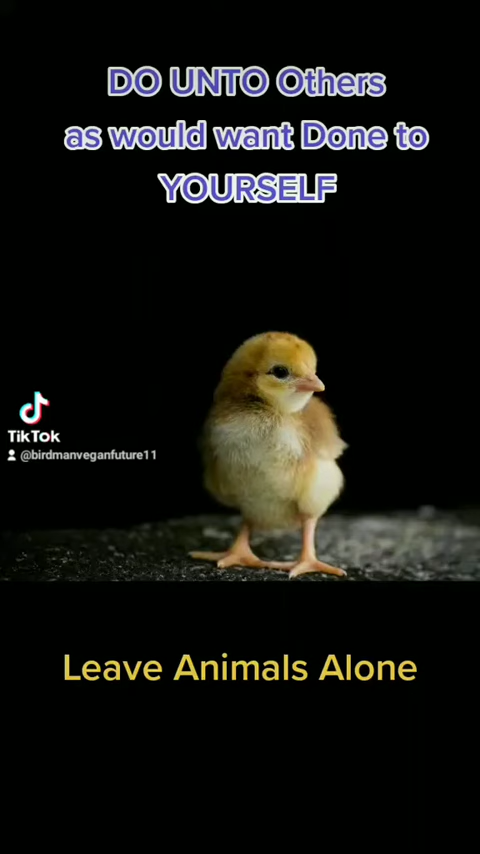 DO UNTO Others
as would want Done to
YOURSELF
TikTok
@birdmanveganfuture11
Leave Animals Alone